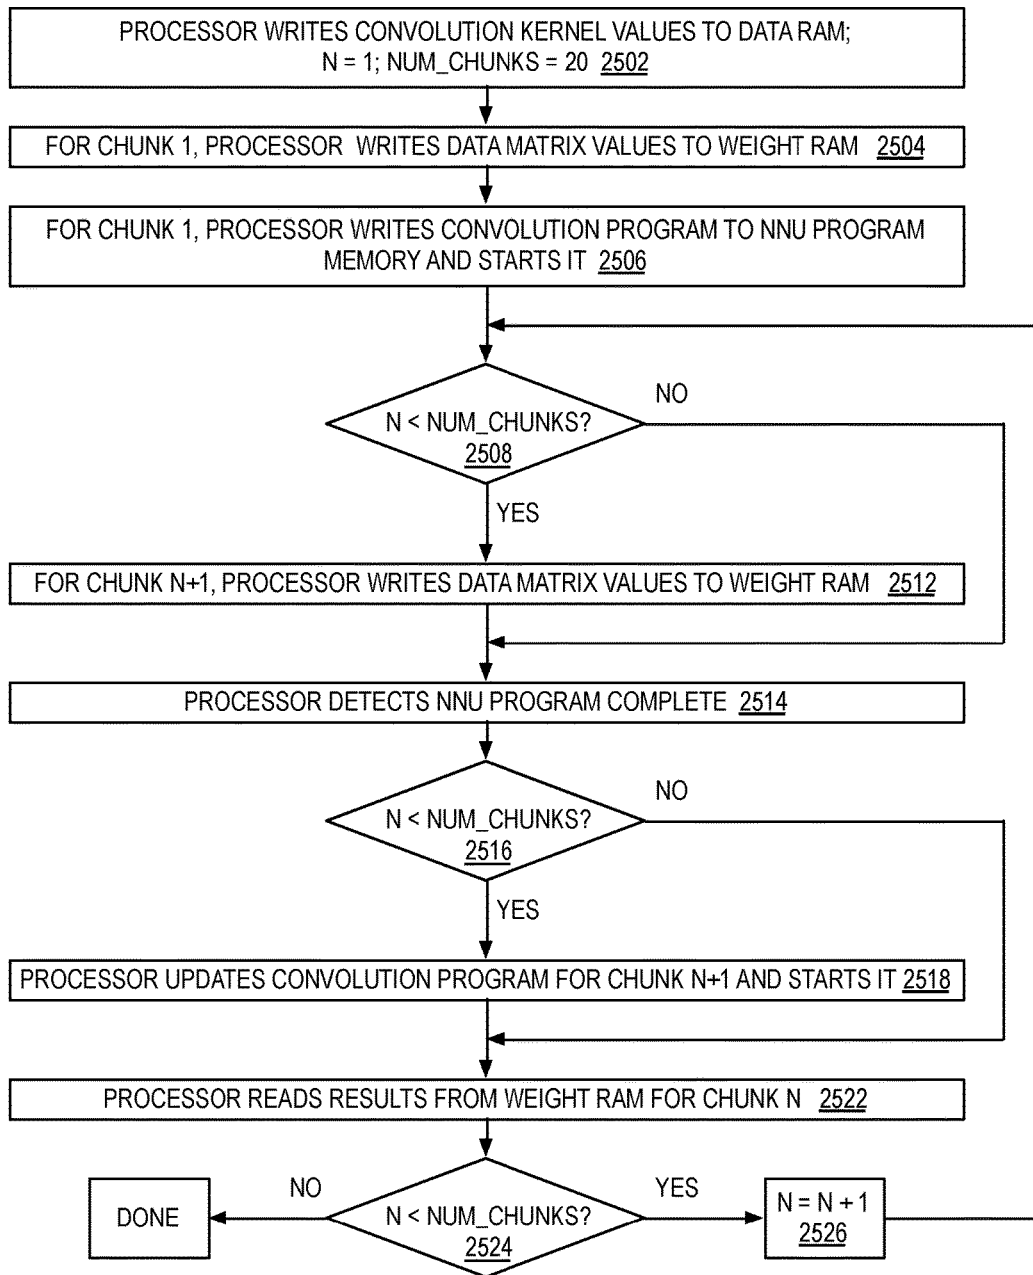 PROCESSOR WRITES CONVOLUTION KERNEL VALUES TO DATA RAM;
N = 1; NUM_CHUNKS = 20 2502
FOR CHUNK 1, PROCESSOR WRITES DATA MATRIX VALUES TO WEIGHT RAM 2504
FOR CHUNK 1, PROCESSOR WRITES CONVOLUTION PROGRAM TO NNU PROGRAM
MEMORY AND STARTS IT 2506
NO
N < NUM_CHUNKS?
2508
YES
FOR CHUNK N+1, PROCESSOR WRITES DATA MATRIX VALUES TO WEIGHT RAM 2512
PROCESSOR DETECTS NNU PROGRAM COMPLETE 2514
NO
N < NUM_CHUNKS?
2516
YES
PROCESSOR UPDATES CONVOLUTION PROGRAM FOR CHUNK N+1 AND STARTS IT 2518
PROCESSOR READS RESULTS FROM WEIGHT RAM FOR CHUNK N 2522
NO
YES
DONE
N < NUM_CHUNKS?
2524
N = N + 1
2526